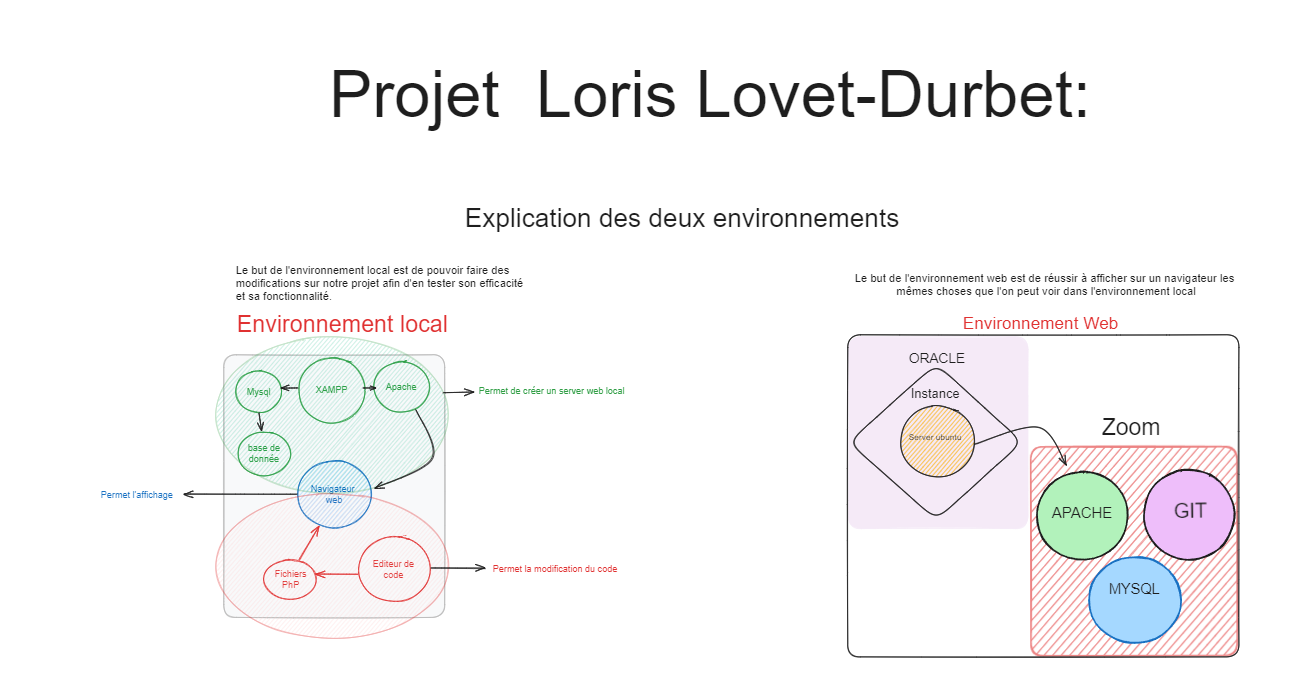 Projet  Loris Lovet-Durbet:
Explication des deux environnements
Le but de l'environnement local est de pouvoir faire des
modifications sur notre projet afin d'en tester son efficacité
et sa fonctionnalité.
Environnement local
Mysql
XAMPP
Apache
Permet de créer un server web local
base de
donnée
Navigateur
web
Permet l'affichage
Fichiers
PhP
Editeur de
code
Permet la modification du code
Le but de l'environnement web est de réussir à afficher sur un navigateur les
mêmes choses que l'on peut voir dans l'environnement local
Environnement Web
ORACLE
Instance
Server ubuntu
Zoom
APACHE
GIT
MYSQL